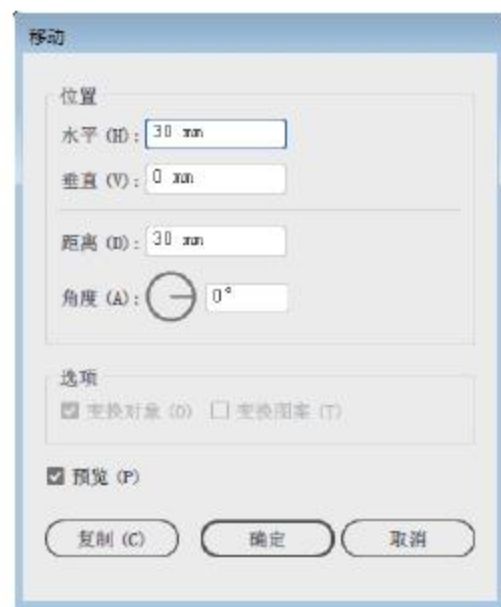 移动
位置
水平 (H): 30 mm
垂直 (V): 0 mm
距离 (D): 30 mm
角度 (A): 0°
选项
变换对象 (O) 变换图案 (T)
预览 (P)
复制 (C) 确定 取消